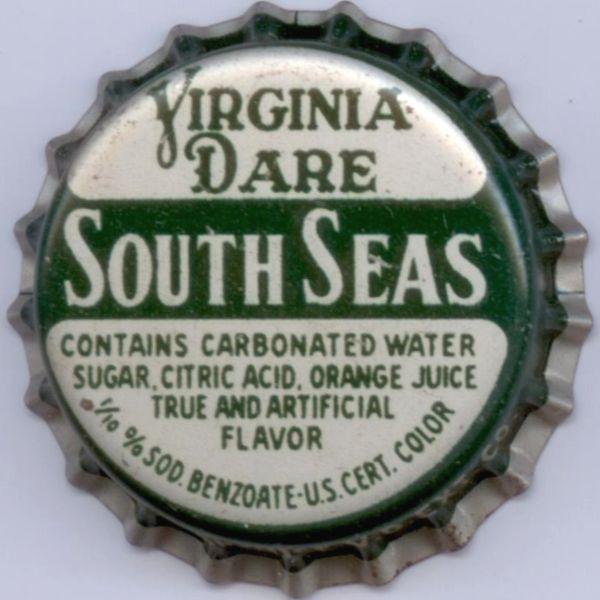 VIRGINIA
DARE
SOUTH SEAS
CONTAINS CARBONATED WATER
SUGAR, CITRIC ACID, ORANGE JUICE
TRUE AND ARTIFICIAL
FLAVOR
1/10 % SOD. BENZOATE-U.S. CERT. COLOR